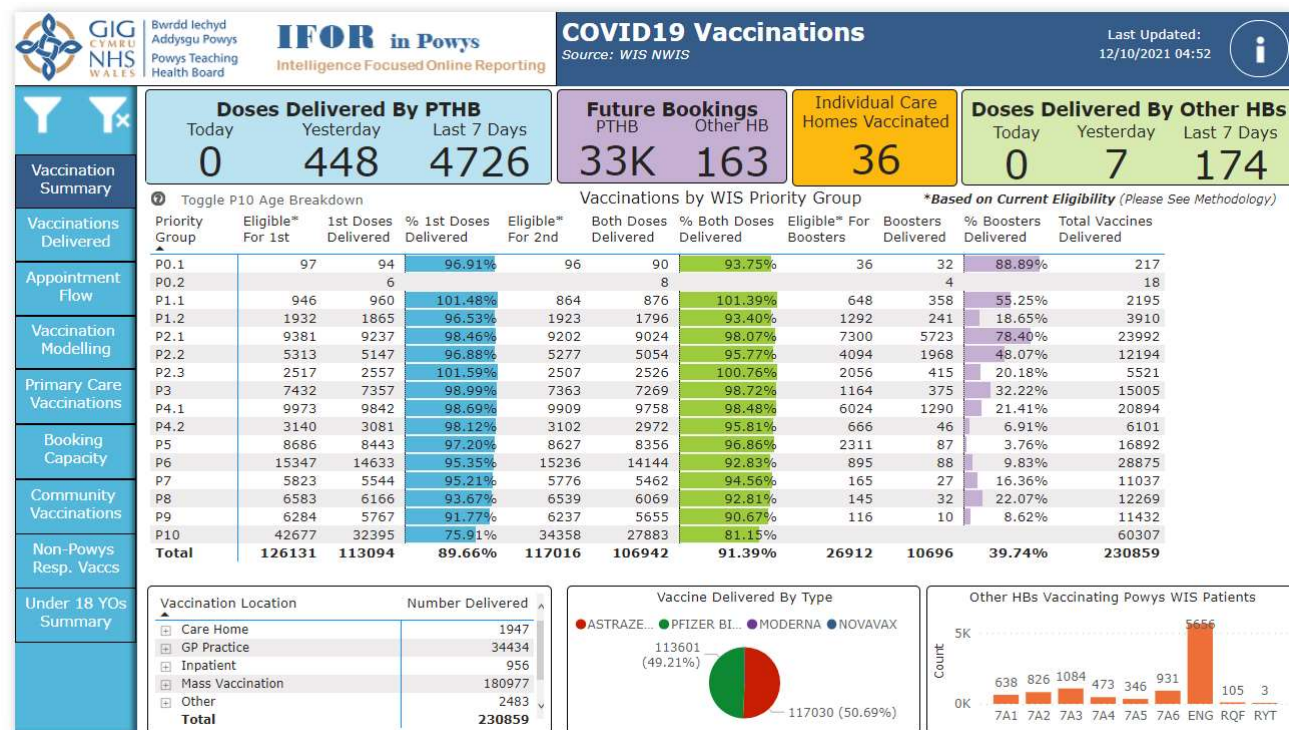 GIG
CYMRU
NHS
WALES
Bwrdd Iechyd
Addysgu Powys
Powys Teaching
Health Board
IFOR in Powys
Intelligence Focused Online Reporting
COVID19 Vaccinations
Source: WIS NWIS
Last Updated:
12/10/2021 04:52
i
Vaccination
Summary
Vaccinations
Delivered
Appointment
Flow
Vaccination
Modelling
Primary Care
Vaccinations
Booking
Capacity
Community
Vaccinations
Non-Powys
Resp. Vaccs
Under 18 YOs
Summary
Doses Delivered By PTHB
Today Yesterday Last 7 Days
0 448 4726
Future Bookings
PTHB Other HB
33K 163
Individual Care
Homes Vaccinated
36
Doses Delivered By Other HBs
Today Yesterday Last 7 Days
0 7 174
? Toggle P10 Age Breakdown Vaccinations by WIS Priority Group *Based on Current Eligibility (Please See Methodology)
Priority Eligible* 1st Doses % 1st Doses Eligible* Both Doses % Both Doses Eligible* For Boosters % Boosters Total Vaccines
Group For 1st Delivered Delivered For 2nd Delivered Delivered Boosters Delivered Delivered Delivered
P0.1 97 94 96.91% 96 90 93.75% 36 32 88.89% 217
P0.2 6 8 4 18
P1.1 946 960 101.48% 864 876 101.39% 648 358 55.25% 2195
P1.2 1932 1865 96.53% 1923 1796 93.40% 1292 241 18.65% 3910
P2.1 9381 9237 98.46% 9202 9024 98.07% 7300 5723 78.40% 23992
P2.2 5313 5147 96.88% 5277 5054 95.77% 4094 1968 48.07% 12194
P2.3 2517 2557 101.59% 2507 2526 100.76% 2056 415 20.18% 5521
P3 7432 7357 98.99% 7363 7269 98.72% 1164 375 32.22% 15005
P4.1 9973 9842 98.69% 9909 9758 98.48% 6024 1290 21.41% 20894
P4.2 3140 3081 98.12% 3102 2972 95.81% 666 46 6.91% 6101
P5 8686 8443 97.20% 8627 8356 96.86% 2311 87 3.76% 16892
P6 15347 14633 95.35% 15236 14144 92.83% 895 88 9.83% 28875
P7 5823 5544 95.21% 5776 5462 94.56% 165 27 16.36% 11037
P8 6583 6166 93.67% 6539 6069 92.81% 145 32 22.07% 12269
P9 6284 5767 91.77% 6237 5655 90.67% 116 10 8.62% 11432
P10 42677 32395 75.91% 34358 27883 81.15% 60307
Total 126131 113094 89.66% 117016 106942 91.39% 26912 10696 39.74% 230859
Vaccination Location Number Delivered
Care Home 1947
GP Practice 34434
Inpatient 956
Mass Vaccination 180977
Other 2483
Total 230859
Vaccine Delivered By Type
ASTRAZE... PFIZER BI... MODERNA NOVAVAX
113601
(49.21%)
117030 (50.69%)
Other HBs Vaccinating Powys WIS Patients
Count
5K
0K
638 826 1084 473 346 931 5656 105 3
7A1 7A2 7A3 7A4 7A5 7A6 ENG RQF RYT